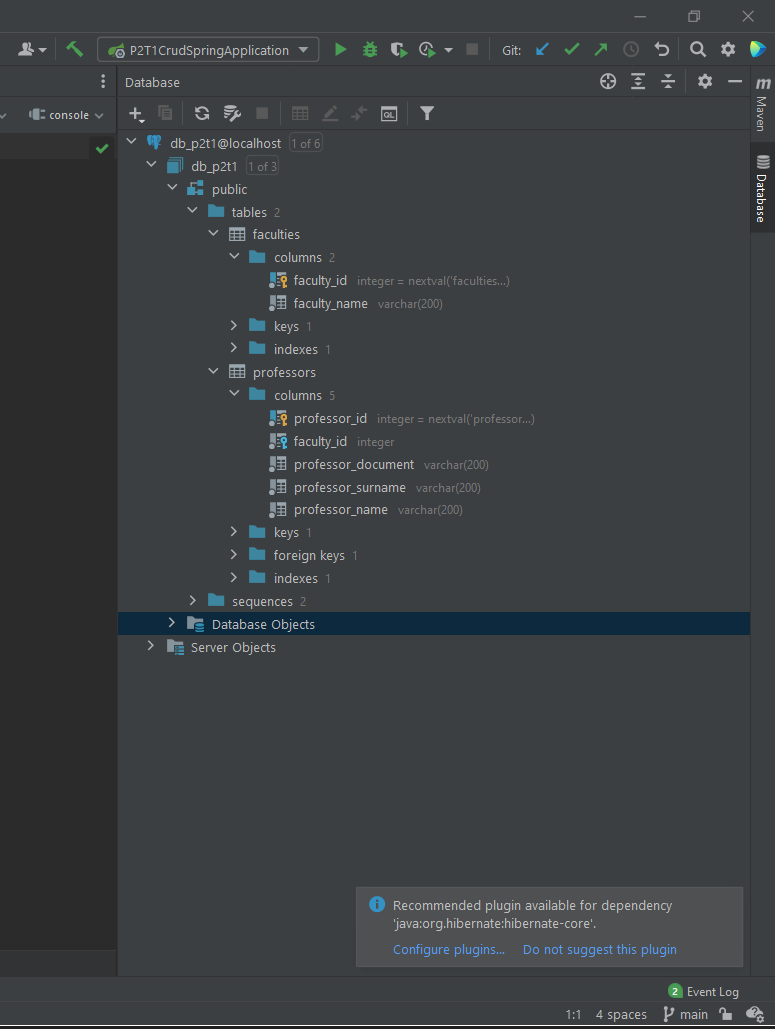 P2T1CrudSpringApplication
Git:
Database
console
m
Maven
Database
QL
db_p2t1@localhost 1 of 6
db_p2t1 1 of 3
public
tables 2
faculties
columns 2
faculty_id integer = nextval('faculties...)
faculty_name varchar(200)
keys 1
indexes 1
professors
columns 5
professor_id integer = nextval('professor...)
faculty_id integer
professor_document varchar(200)
professor_surname varchar(200)
professor_name varchar(200)
keys 1
foreign keys 1
indexes 1
sequences 2
Database Objects
Server Objects
Recommended plugin available for dependency
'java:org.hibernate:hibernate-core'.
Configure plugins... Do not suggest this plugin
2 Event Log
1:1 4 spaces main